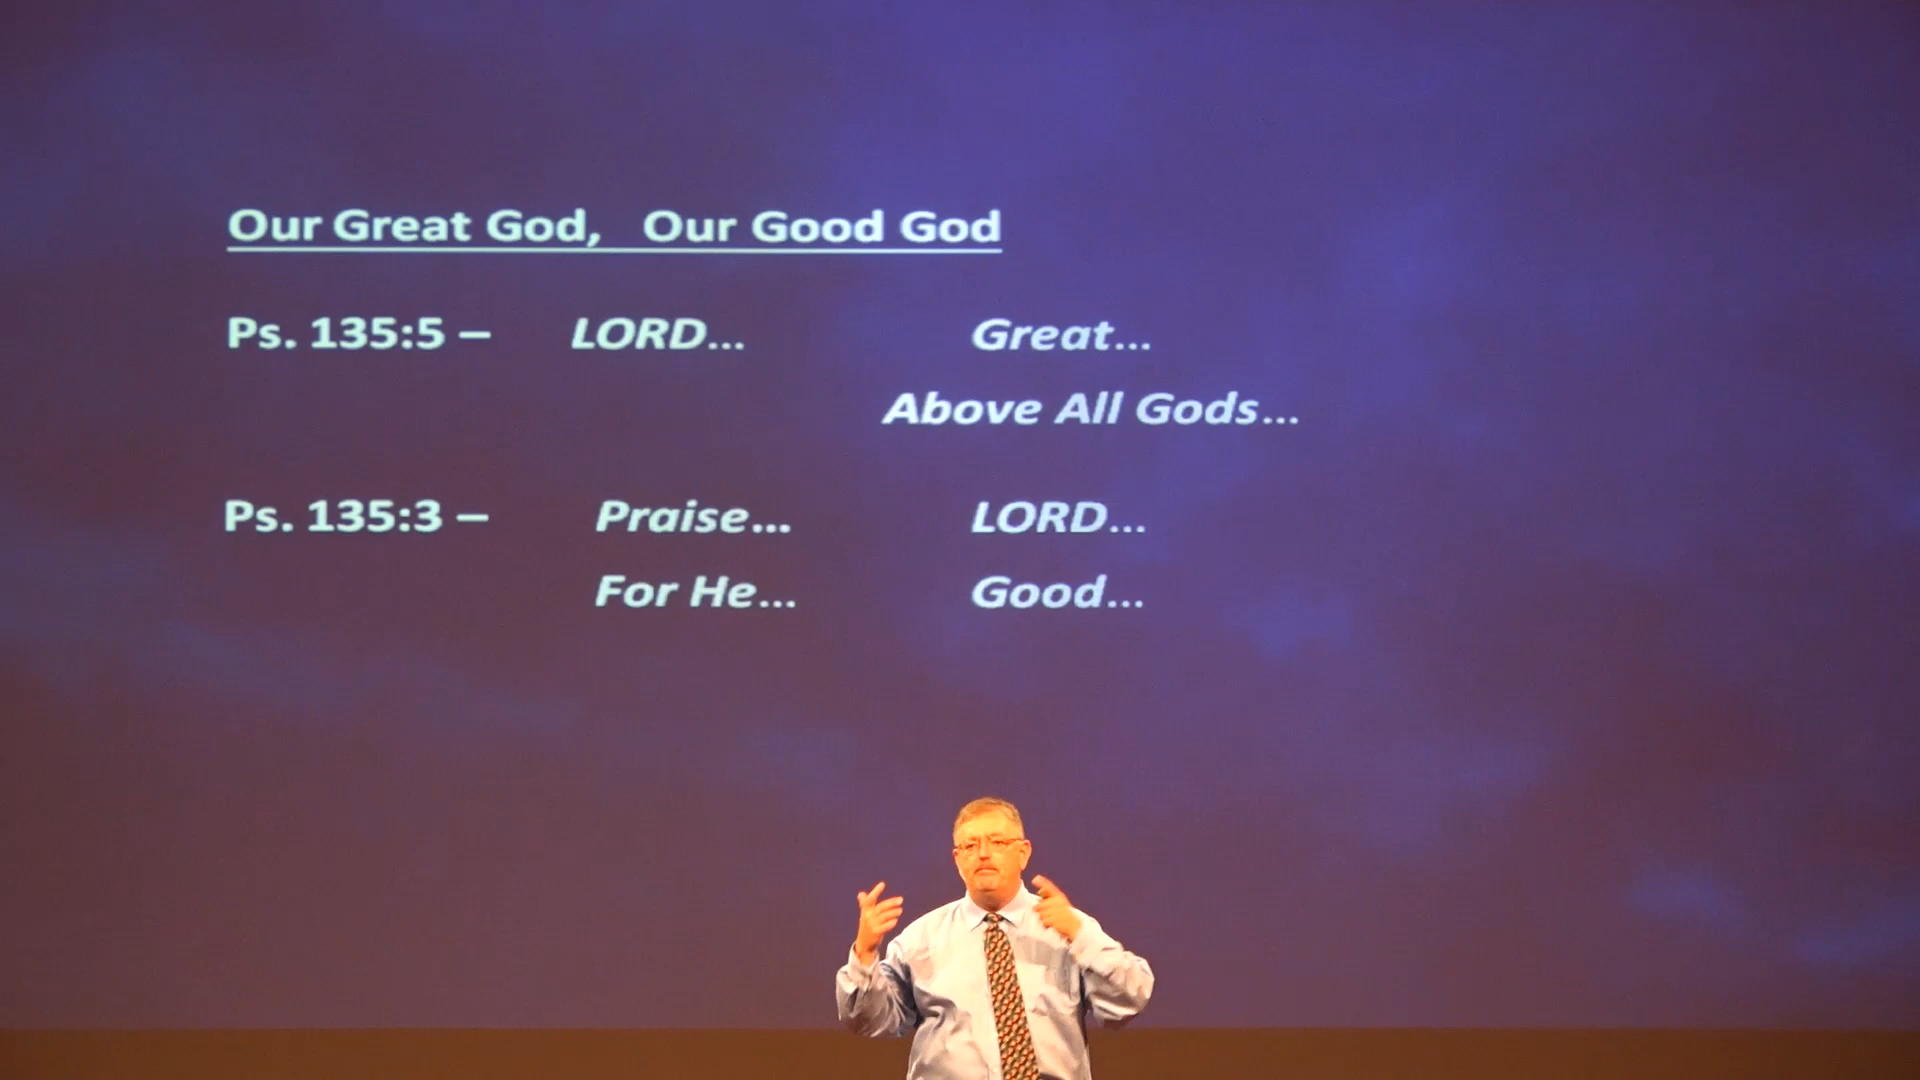 Our Great God, Our Good God
Ps. 135:5 – LORD... Great...
Above All Gods...
Ps. 135:3 – Praise... LORD...
For He... Good...